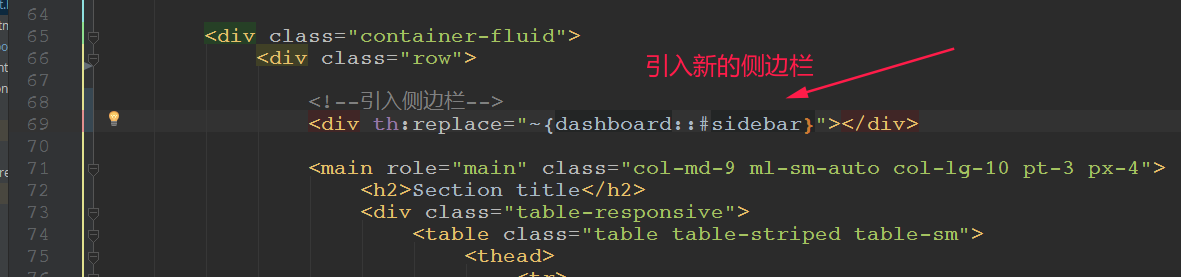 64
65 <div class="container-fluid">
66 <div class="row">
67 引入新的侧边栏
68 <!--引入侧边栏-->
69 <div th:replace="~{dashboard::#sidebar}"></div>
70
71 <main role="main" class="col-md-9 ml-sm-auto col-lg-10 pt-3 px-4">
72 <h2>Section title</h2>
73 <div class="table-responsive">
74 <table class="table table-striped table-sm">
75 <thead>
76 <tr>